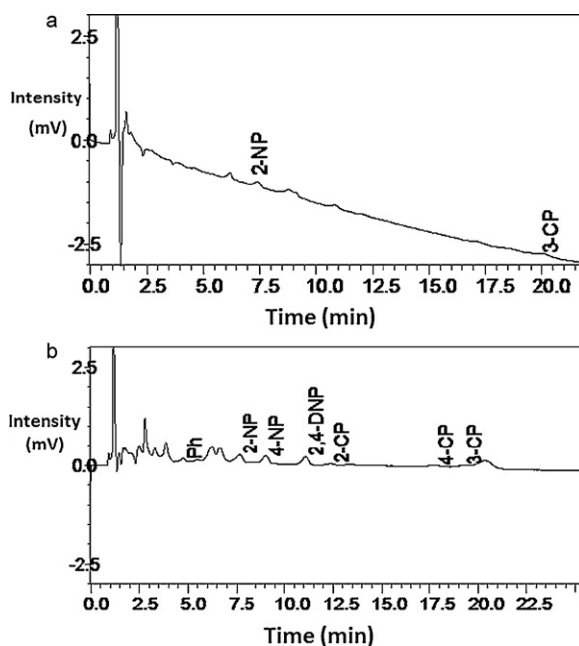 a
2.5
Intensity
(mV)
0.0
-2.5
2-NP
3-CP
0.0 2.5 5.0 7.5 10.0 12.5 15.0 17.5 20.0
Time (min)
b
2.5
Intensity
(mV)
0.0
-2.5
Ph
2-NP
4-NP
2,4-DNP
2-CP
4-CP
3-CP
0.0 2.5 5.0 7.5 10.0 12.5 15.0 17.5 20.0 22.5
Time (min)